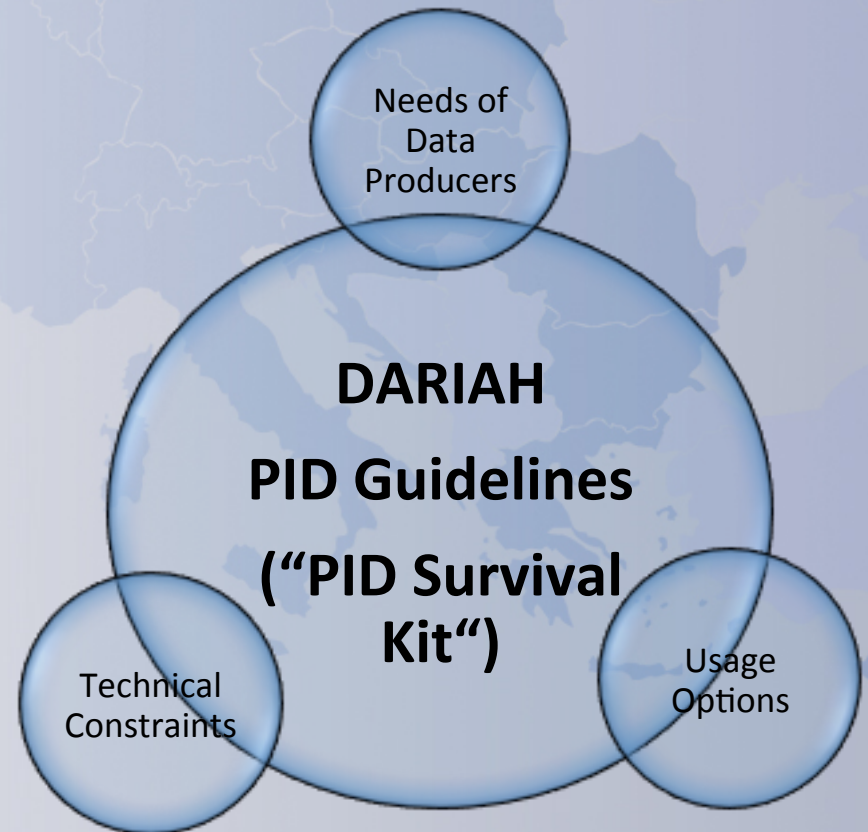 Needs of
Data
Producers
DARIAH
PID Guidelines
(“PID Survival
Kit“)
Technical
Constraints
Usage
Options